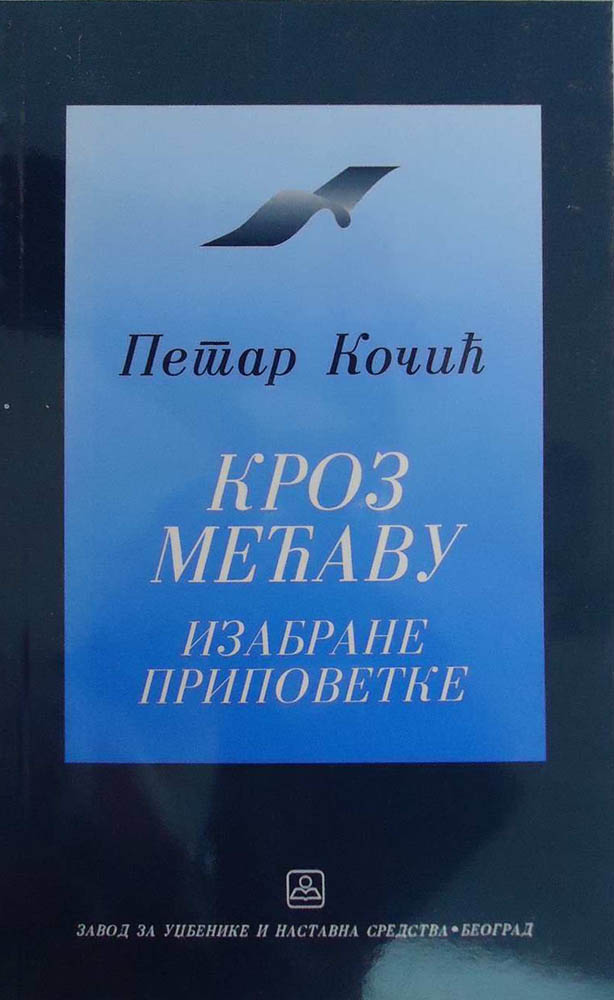 Петар Кочић
КРОЗ
МЕЋАВУ
ИЗАБРАНЕ
ПРИПОВЕТКЕ
ЗАВОД ЗА УЏБЕНИКЕ И НАСТАВНА СРЕДСТВА • БЕОГРАД